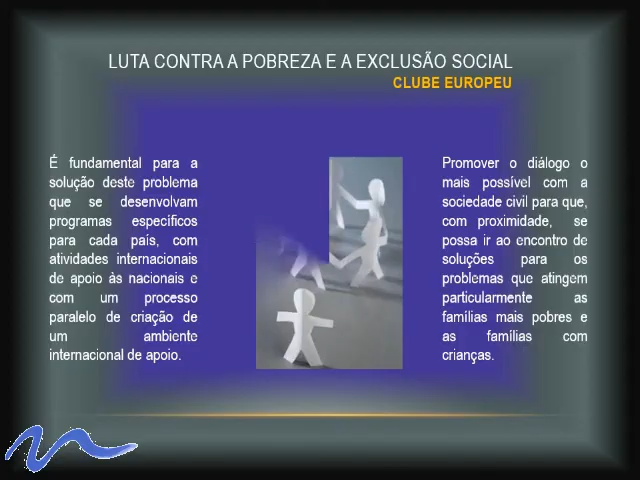 LUTA CONTRA A POBREZA E A EXCLUSÃO SOCIAL
CLUBE EUROPEU
É fundamental para a
solução deste problema
que se desenvolvam
programas específicos
para cada país, com
atividades internacionais
de apoio às nacionais e
com um processo
paralelo de criação de
um ambiente
internacional de apoio.
Promover o diálogo o
mais possível com a
sociedade civil para que,
com proximidade, se
possa ir ao encontro de
soluções para os
problemas que atingem
particularmente as
famílias mais pobres e
as famílias com
crianças.